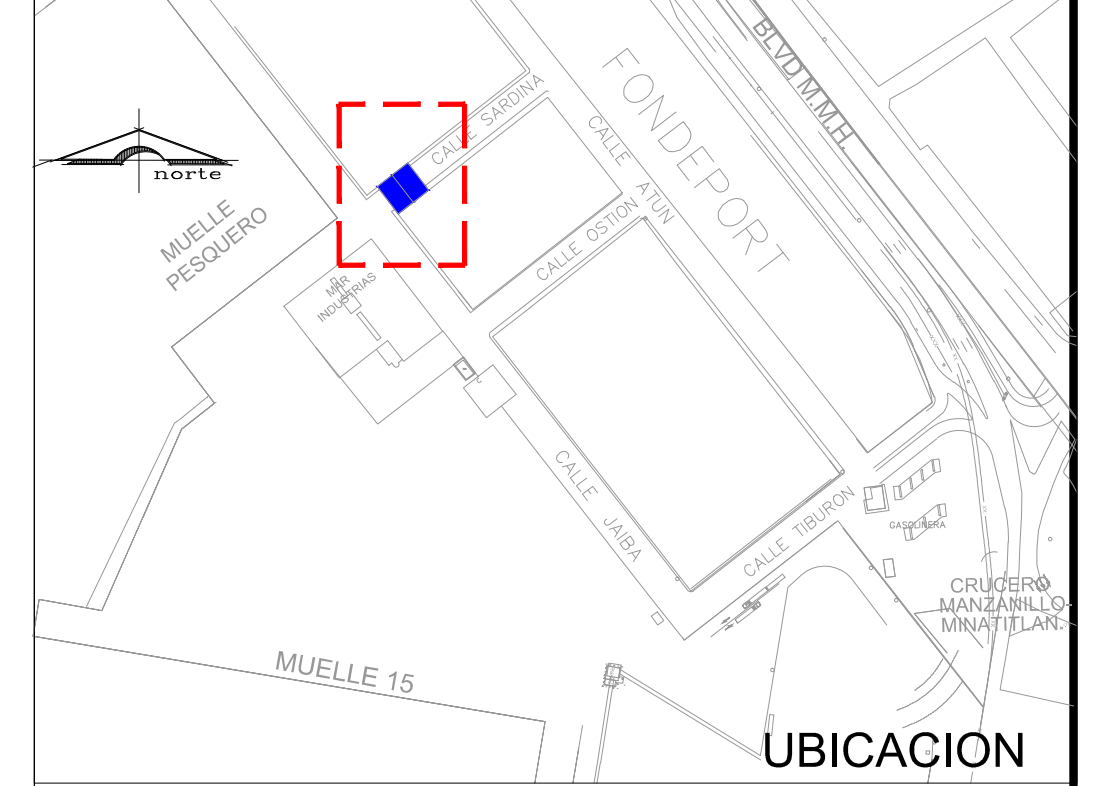 BLVD M.M.H.
FONDEPORT
CALLE SARDINA
CALLE ATUN
norte
MUELLE
PESQUERO
CALLE OSTION
MAR
INDUSTRIAS
CALLE JAIBA
CALLE TIBURON
GASOLINERA
CRUCERO
MANZANILLO-
MINATITLAN.
MUELLE 15
UBICACION